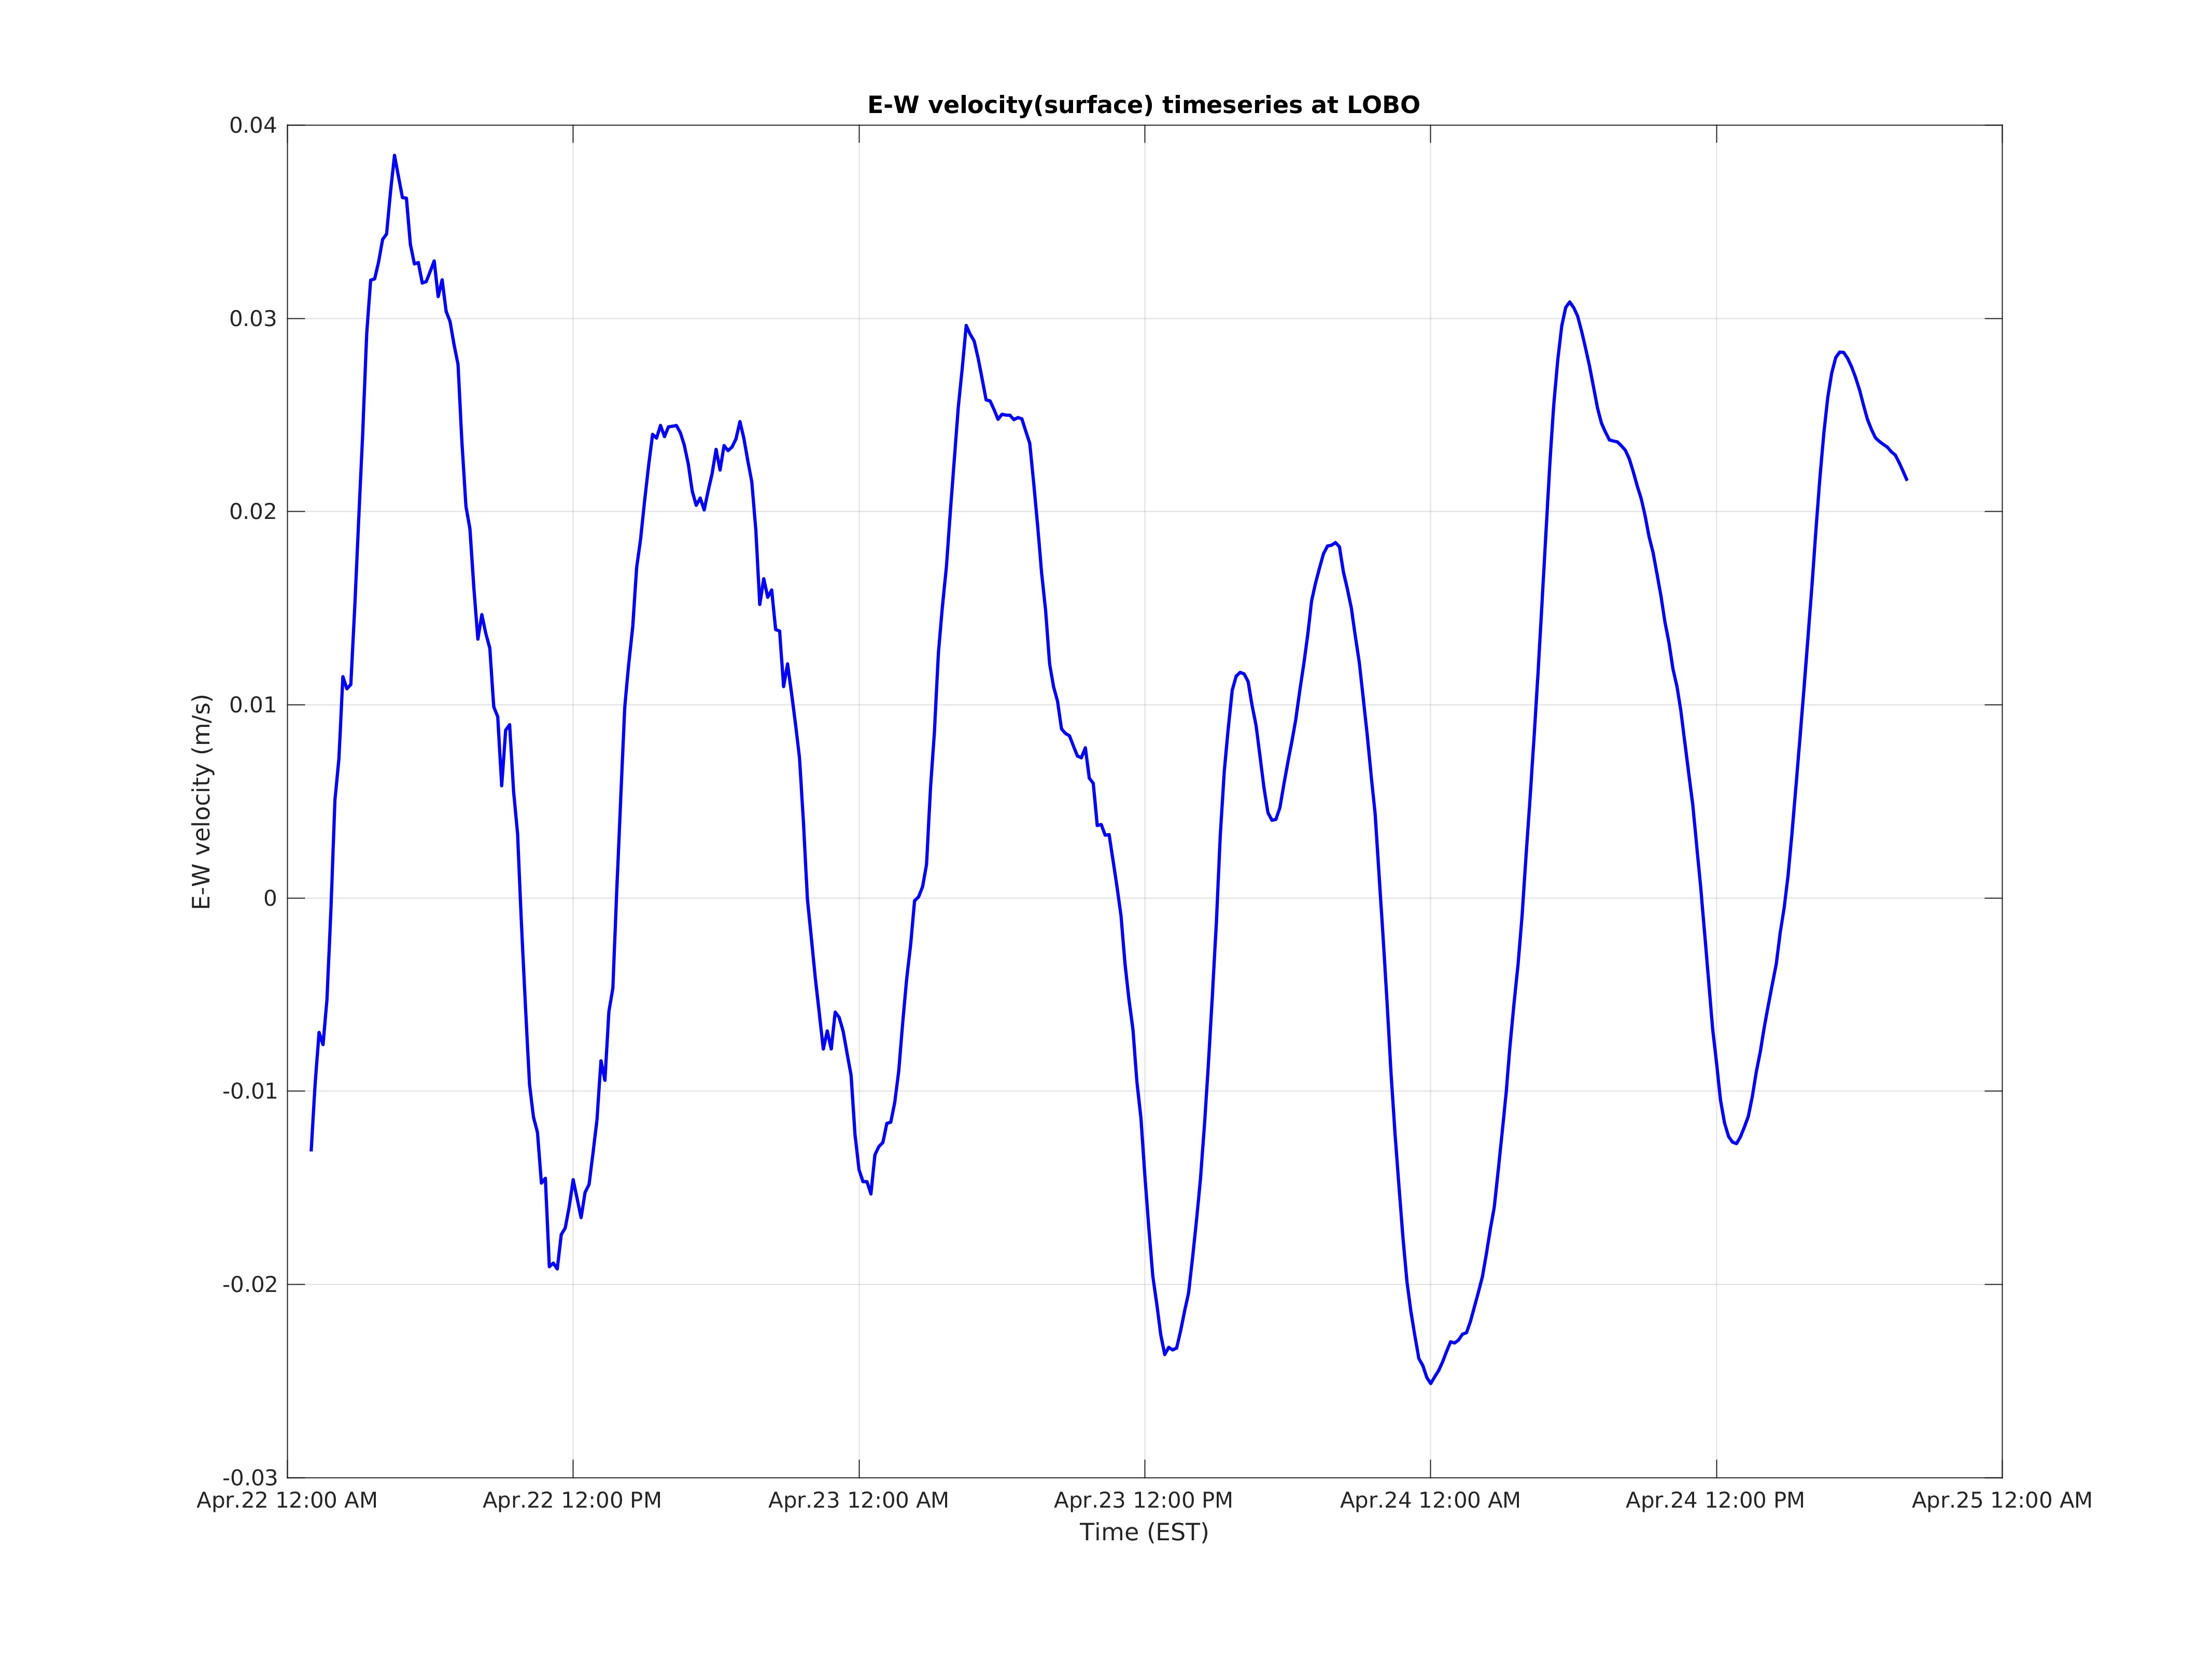 E-W velocity(surface) timeseries at LOBO
0.04
0.03
0.02
0.01
0
-0.01
-0.02
-0.03
E-W velocity (m/s)
Apr.22 12:00 AM Apr.22 12:00 PM Apr.23 12:00 AM Apr.23 12:00 PM Apr.24 12:00 AM Apr.24 12:00 PM Apr.25 12:00 AM
Time (EST)